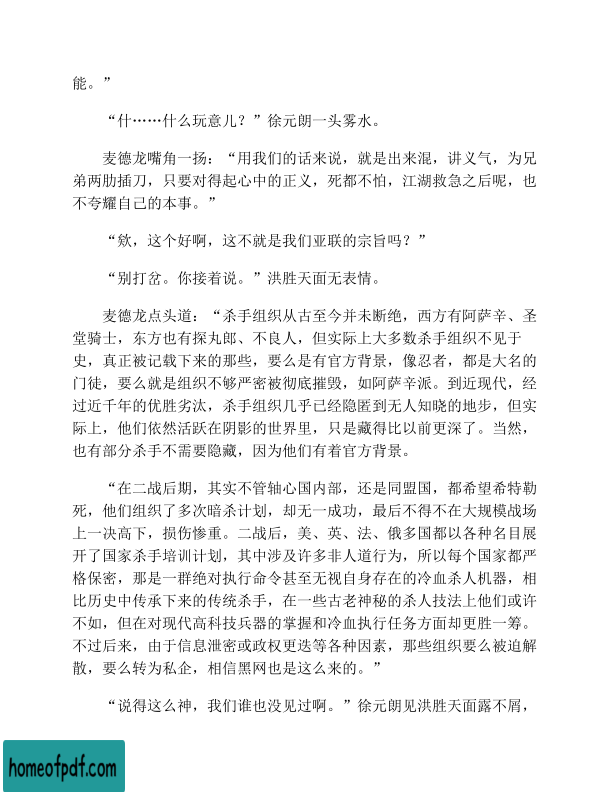 能。”
“什……什么玩意儿？”徐元朗一头雾水。
麦德龙嘴角一扬：“用我们的话来说，就是出来混，讲义气，为兄
弟两肋插刀，只要对得起心中的正义，死都不怕，江湖救急之后呢，也
不夸耀自己的本事。”
“欸，这个好啊，这不就是我们亚联的宗旨吗？”
“别打岔。你接着说。”洪胜天面无表情。
麦德龙点头道：“杀手组织从古至今并未断绝，西方有阿萨辛、圣
堂骑士，东方也有探丸郎、不良人，但实际上大多数杀手组织不见于
史，真正被记载下来的那些，要么是有官方背景，像忍者，都是大名的
门徒，要么就是组织不够严密被彻底摧毁，如阿萨辛派。到近现代，经
过近千年的优胜劣汰，杀手组织几乎已经隐匿到无人知晓的地步，但实
际上，他们依然活跃在阴影的世界里，只是藏得比以前更深了。当然，
也有部分杀手不需要隐藏，因为他们有着官方背景。
“在二战后期，其实不管轴心国内部，还是同盟国，都希望希特勒
死，他们组织了多次暗杀计划，却无一成功，最后不得不在大规模战场
上一决高下，损伤惨重。二战后，美、英、法、俄多国都以各种名目展
开了国家杀手培训计划，其中涉及许多非人道行为，所以每个国家都严
格保密，那是一群绝对执行命令甚至无视自身存在的冷血杀人机器，相
比历史中传承下来的传统杀手，在一些古老神秘的杀人技法上他们或许
不如，但在对现代高科技兵器的掌握和冷血执行任务方面却更胜一筹。
不过后来，由于信息泄密或政权更迭等各种因素，那些组织要么被迫解
散，要么转为私企，相信黑网也是这么来的。”
“说得这么神，我们谁也没见过啊。”徐元朗见洪胜天面露不屑，
homeofpdf.com